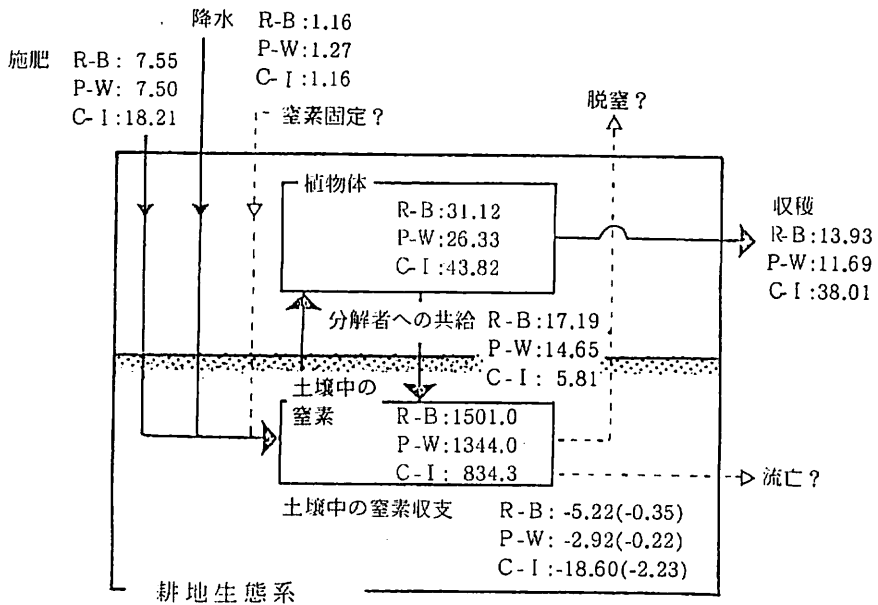 降水 R-B:1.16
P-W:1.27
C-I:1.16
施肥 R-B: 7.55
P-W: 7.50
C-I:18.21
窒素固定?
脱窒?
植物体
R-B:31.12
P-W:26.33
C-I:43.82
収穫
R-B:13.93
P-W:11.69
C-I:38.01
分解者への共給 R-B:17.19
P-W:14.65
C-I: 5.81
土壌中の
窒素
R-B:1501.0
P-W:1344.0
C-I: 834.3
流亡?
土壌中の窒素収支 R-B: -5.22(-0.35)
P-W: -2.92(-0.22)
C-I:-18.60(-2.23)
耕地生態系